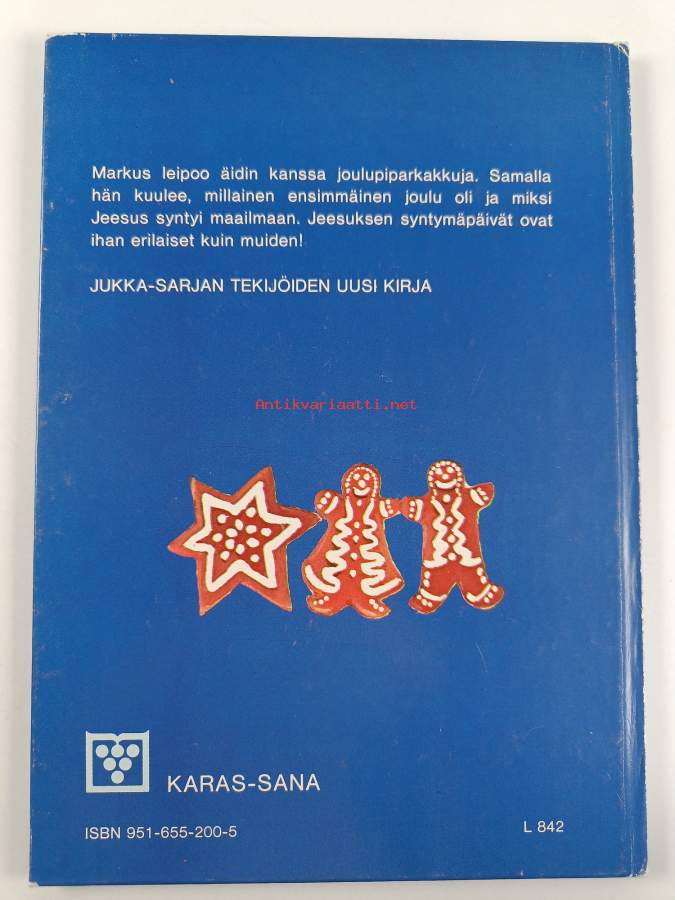 Markus leipoo äidin kanssa joulupiparkakkuja. Samalla
hän kuulee, millainen ensimmäinen joulu oli ja miksi
Jeesus syntyi maailmaan. Jeesuksen syntymäpäivät ovat
ihan erilaiset kuin muiden!
JUKKA-SARJAN TEKIJÖIDEN UUSI KIRJA
Antikvariaatti.net
KARAS-SANA
ISBN 951-655-200-5
L 842